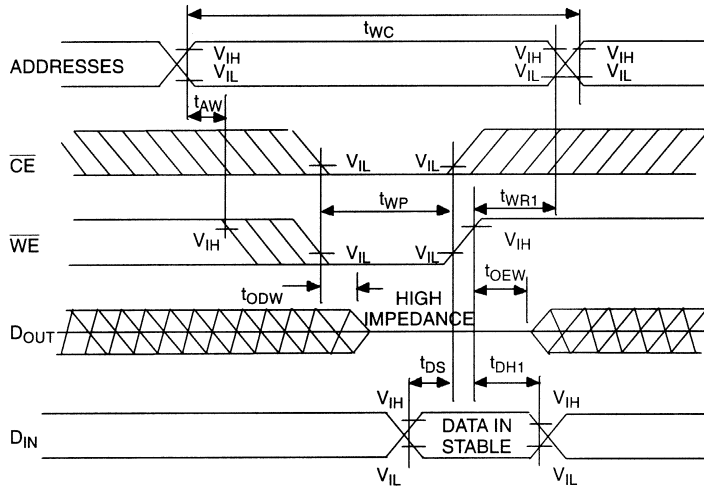 tWC
ADDRESSES
VIH
VIL
VIH
VIL
VIH
VIL
tAW
CE
VIL
VIL
tWP
tWR1
WE
VIH
VIL
VIL
VIH
tODW
HIGH
IMPEDANCE
tOEW
DOUT
tDS
tDH1
VIH
VIH
DIN
DATA IN
STABLE
VIL
VIL